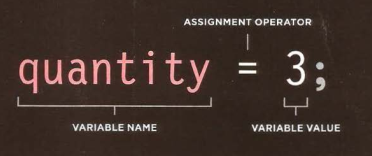 ASSIGNMENT OPERATOR
quantity = 3;
VARIABLE NAME
VARIABLE VALUE